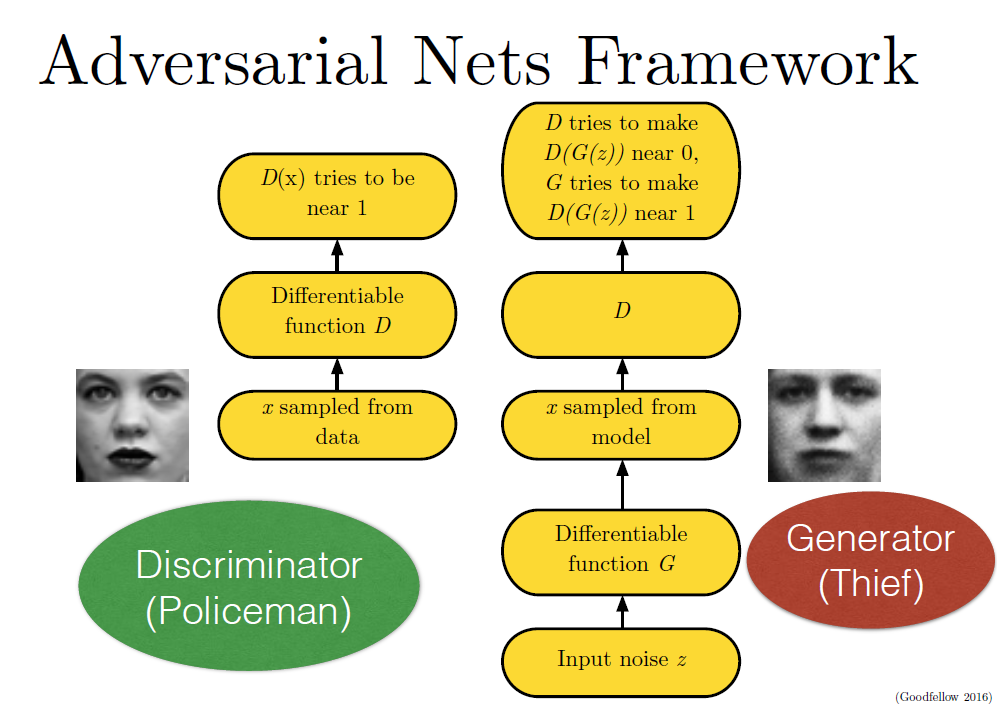 Adversarial Nets Framework
D(x) tries to be
near 1
Differentiable
function D
x sampled from
data
D tries to make
D(G(z)) near 0,
G tries to make
D(G(z)) near 1
D
x sampled from
model
Differentiable
function G
Input noise z
Discriminator
(Policeman)
Generator
(Thief)
(Goodfellow 2016)